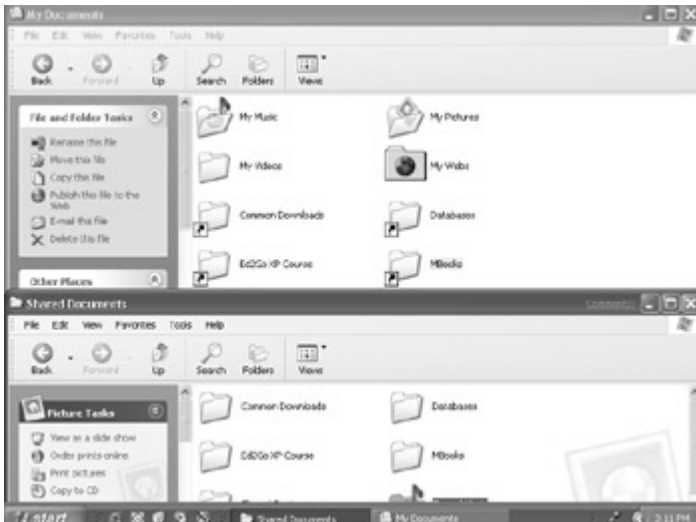 My Documents
File Edit View Favorites Tools Help
Back Forward Up Search Folders Views
File and Folder Tasks
Rename this file
Move this file
Copy this file
Publish this file to the
Web
E-mail this file
Delete this file
Other Places
My Music My Pictures
My Videos My Webs
Common Downloads Databases
Ed2Go XP Course MBooks
Shared Documents Comments
File Edit View Favorites Tools Help
Back Forward Up Search Folders Views
Picture Tasks
View as a slide show
Order prints online
Print pictures
Copy to CD
Common Downloads Databases
Ed2Go XP Course MBooks
start Shared Documents My Documents 3:11 PM